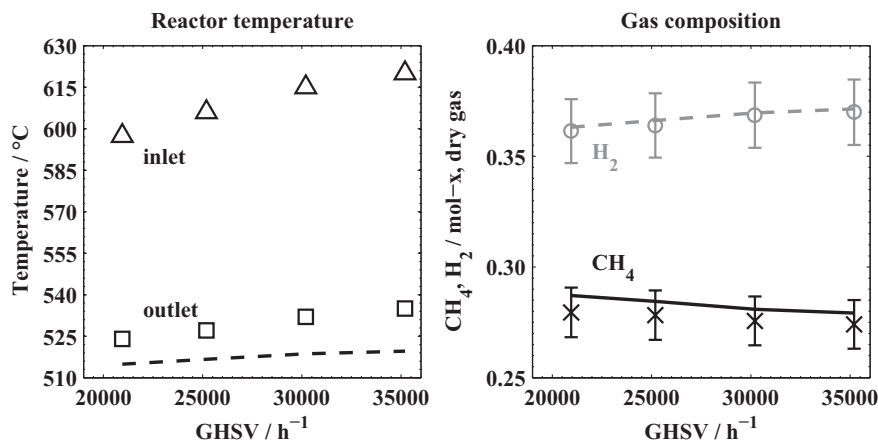 Reactor temperature
630
615
600
585
570
555
540
525
510
Temperature / °C
inlet
outlet
20000 25000 30000 35000
GHSV / h⁻¹
Gas composition
0.40
0.35
0.30
0.25
CH₄, H₂ / mol−x, dry gas
H₂
CH₄
20000 25000 30000 35000
GHSV / h⁻¹